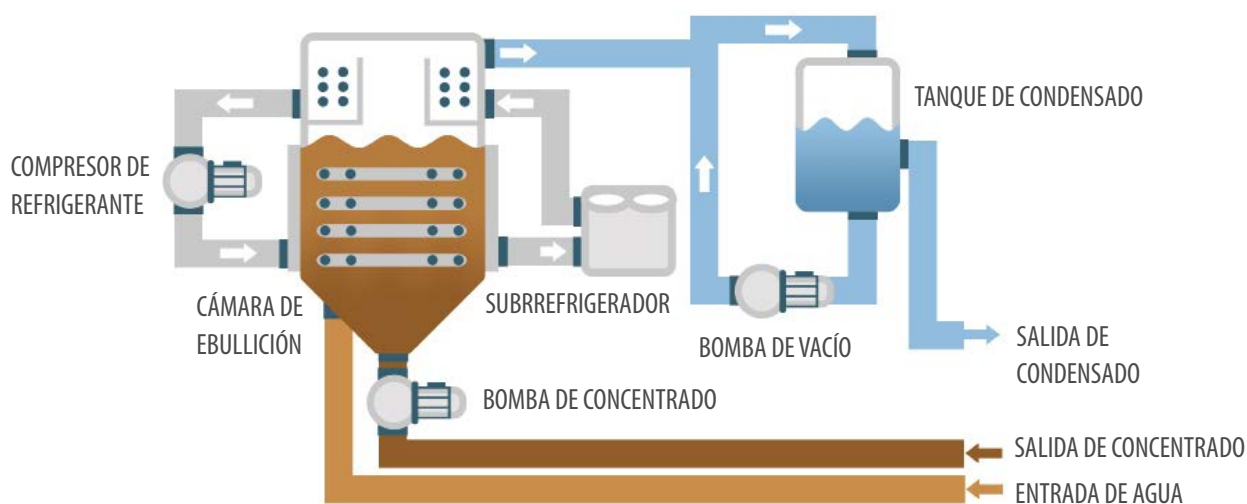 TANQUE DE CONDENSADO
COMPRESOR DE
REFRIGERANTE
CÁMARA DE
EBULLICIÓN
SUBRREFRIGERADOR
BOMBA DE VACÍO
SALIDA DE
CONDENSADO
BOMBA DE CONCENTRADO
SALIDA DE CONCENTRADO
ENTRADA DE AGUA